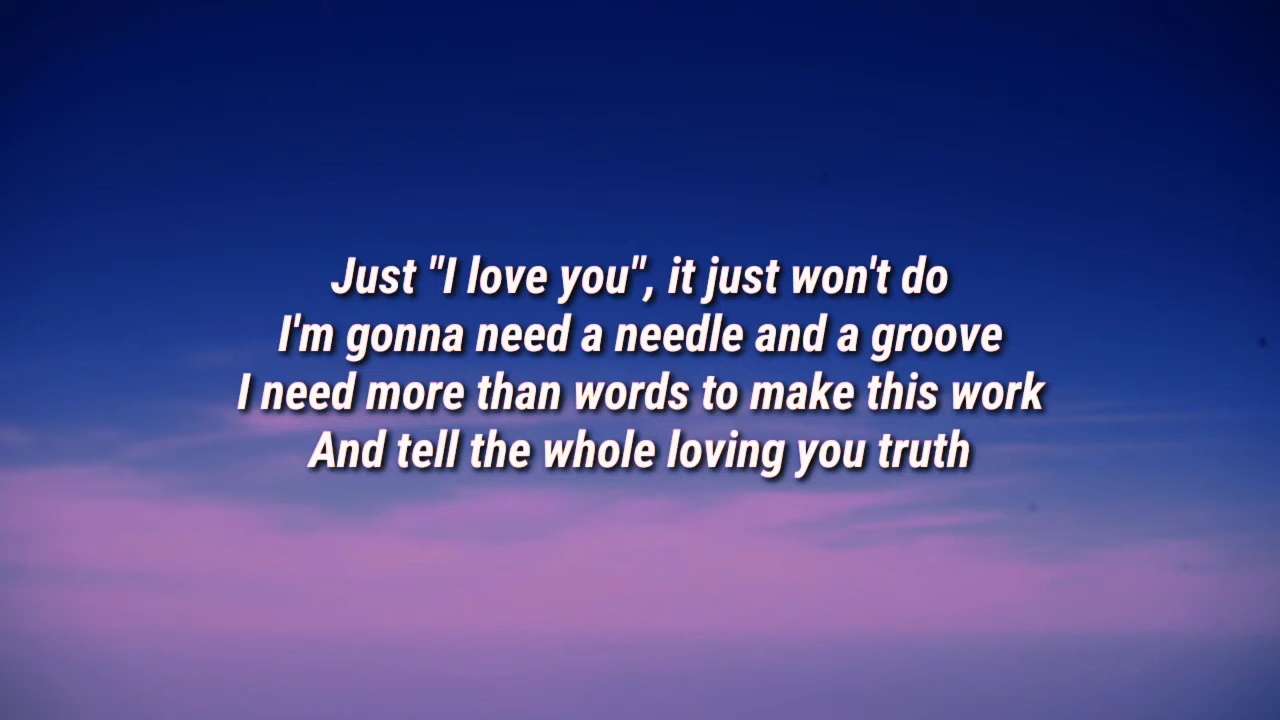 Just "I love you", it just won't do
I'm gonna need a needle and a groove
I need more than words to make this work
And tell the whole loving you truth